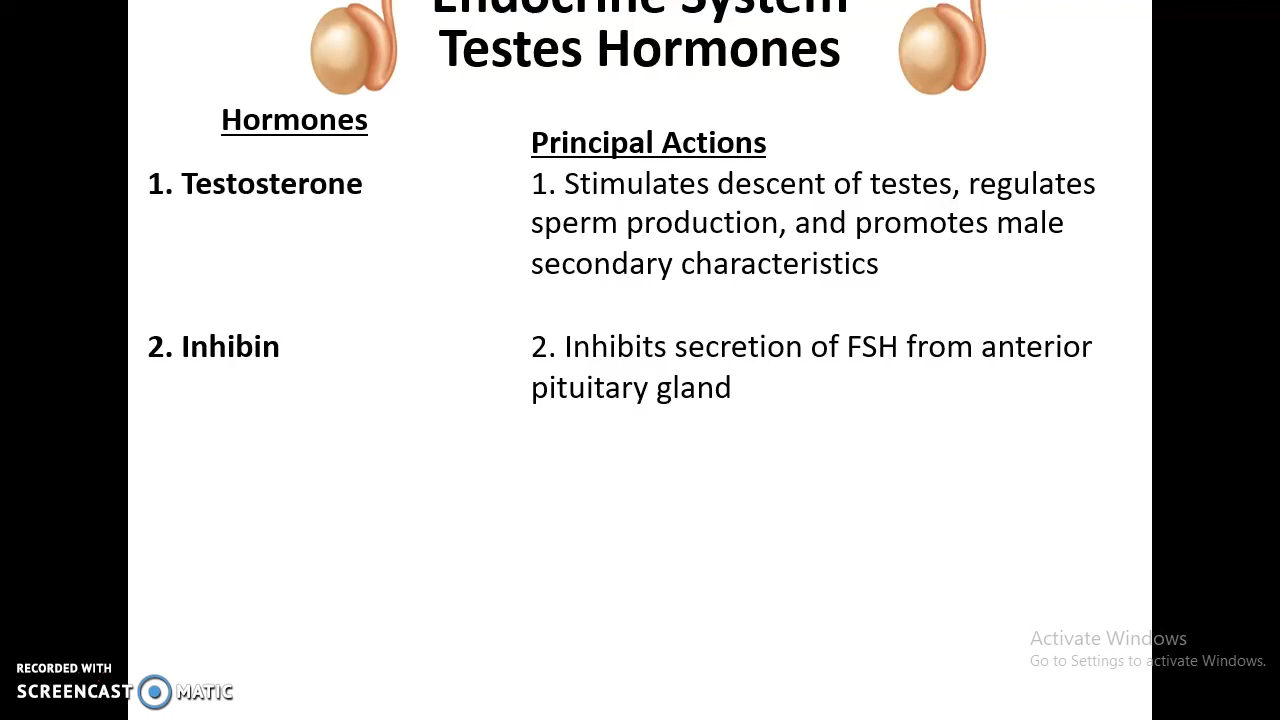 Endocrine System
Testes Hormones
Hormones
Principal Actions
1. Testosterone
1. Stimulates descent of testes, regulates
sperm production, and promotes male
secondary characteristics
2. Inhibin
2. Inhibits secretion of FSH from anterior
pituitary gland
Activate Windows
Go to Settings to activate Windows.
RECORDED WITH
SCREENCAST MATIC